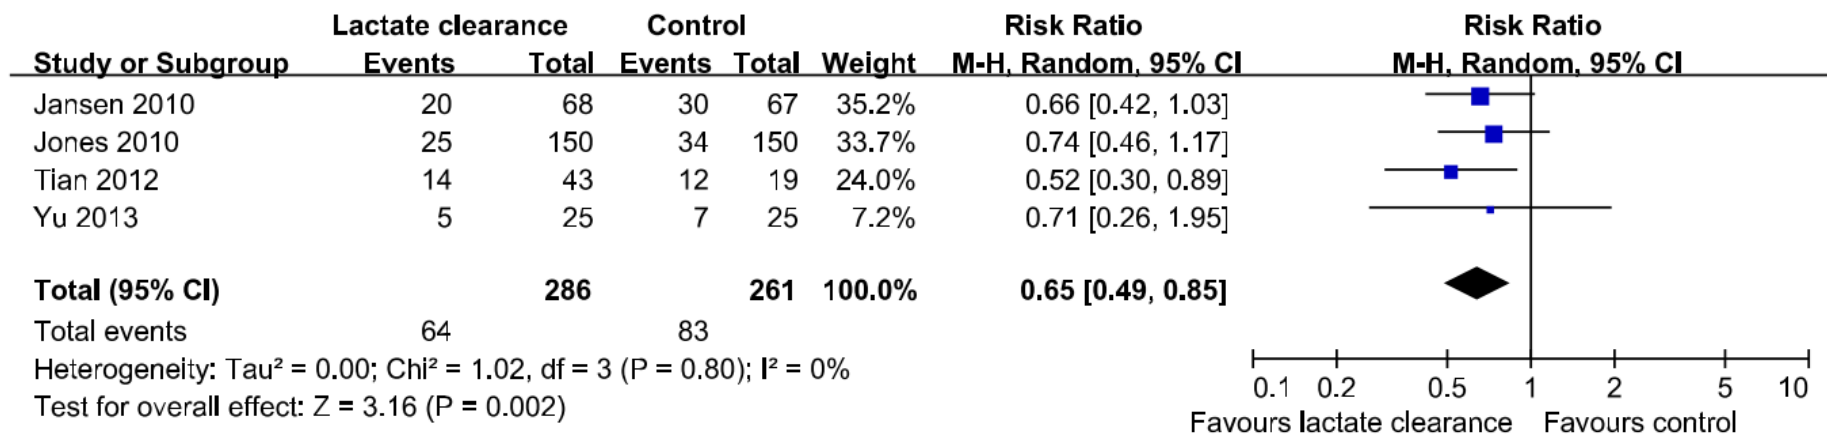 Lactate clearance Control Risk Ratio Risk Ratio
Study or Subgroup Events Total Events Total Weight M-H, Random, 95% CI M-H, Random, 95% CI
Jansen 2010 20 68 30 67 35.2% 0.66 [0.42, 1.03]
Jones 2010 25 150 34 150 33.7% 0.74 [0.46, 1.17]
Tian 2012 14 43 12 19 24.0% 0.52 [0.30, 0.89]
Yu 2013 5 25 7 25 7.2% 0.71 [0.26, 1.95]
Total (95% CI) 286 261 100.0% 0.65 [0.49, 0.85]
Total events 64 83
Heterogeneity: Tau² = 0.00; Chi² = 1.02, df = 3 (P = 0.80); I² = 0%
Test for overall effect: Z = 3.16 (P = 0.002)
0.1 0.2 0.5 1 2 5 10
Favours lactate clearance Favours control